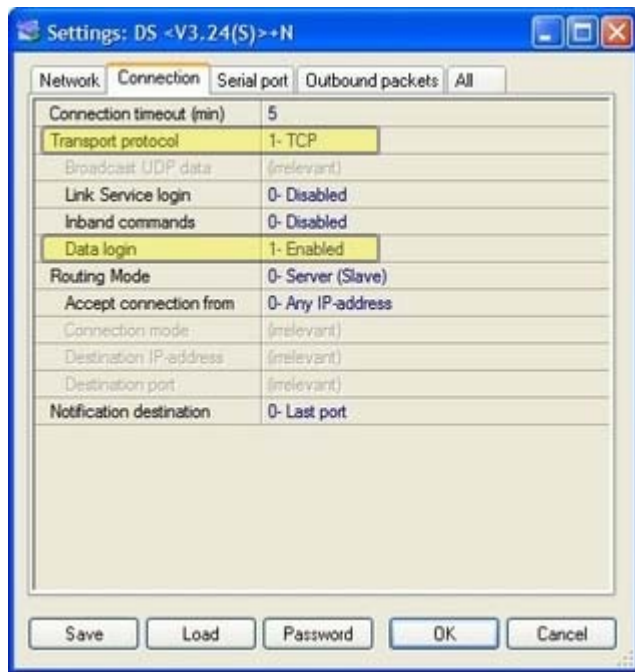 Settings: DS <V3.24(S)>+N
Network Connection Serial port Outbound packets All
Connection timeout (min) 5
Transport protocol 1- TCP
Broadcast UDP data (irrelevant)
Link Service login 0- Disabled
Inband commands 0- Disabled
Data login 1- Enabled
Routing Mode 0- Server (Slave)
Accept connection from 0- Any IP-address
Connection mode (irrelevant)
Destination IP-address (irrelevant)
Destination port (irrelevant)
Notification destination 0- Last port
Save Load Password OK Cancel